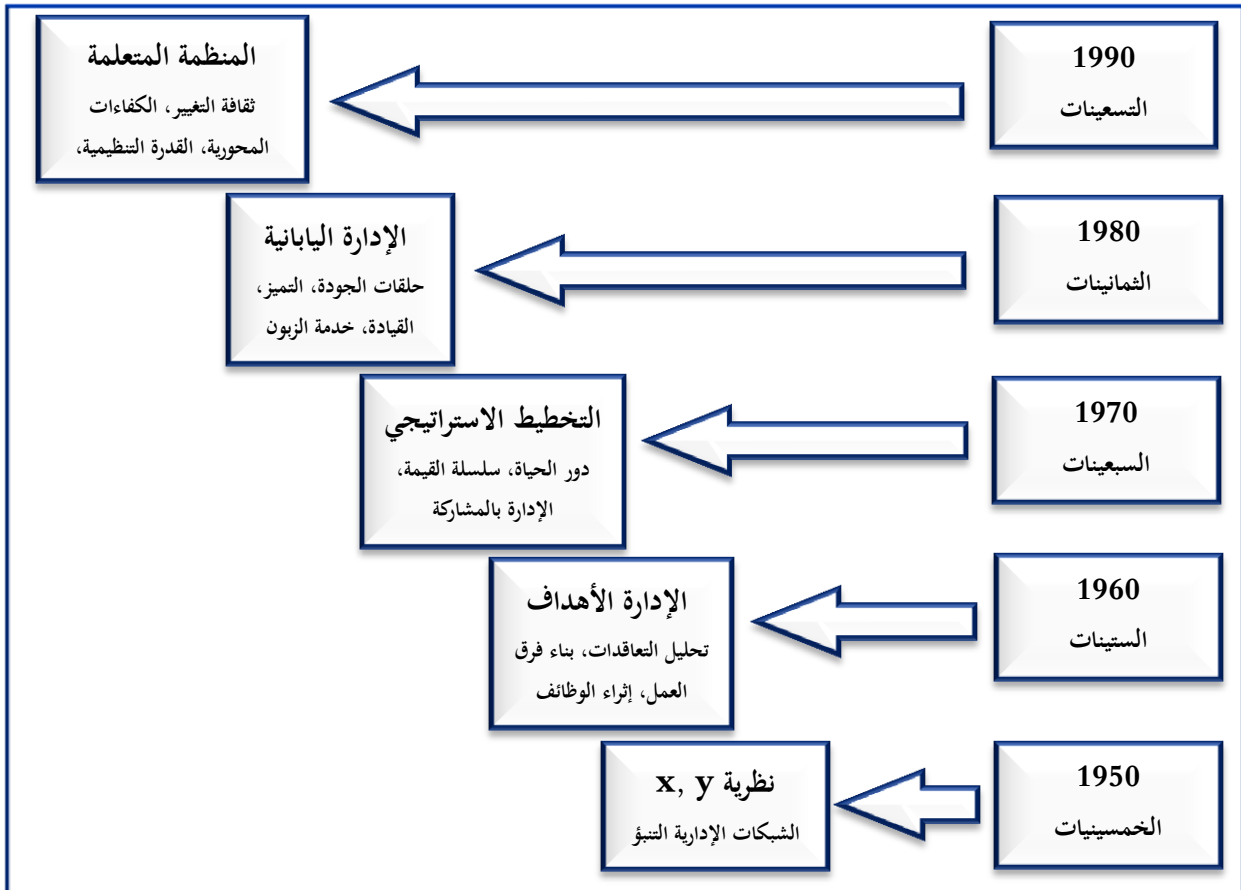 1990
التسعينات
المنظمة المتعلمة
ثقافة التغيير، الكفاءات
المحورية، القدرة التنظيمية،
1980
الثمانينات
الإدارة اليابانية
حلقات الجودة، التميز،
القيادة، خدمة الزبون
1970
السبعينات
التخطيط الاستراتيجي
دور الحياة، سلسلة القيمة،
الإدارة بالمشاركة
1960
الستينات
الإدارة الأهداف
تحليل التعاقدات، بناء فرق
العمل، إثراء الوظائف
1950
الخمسينيات
نظرية x, y
الشبكات الإدارية التنبؤ